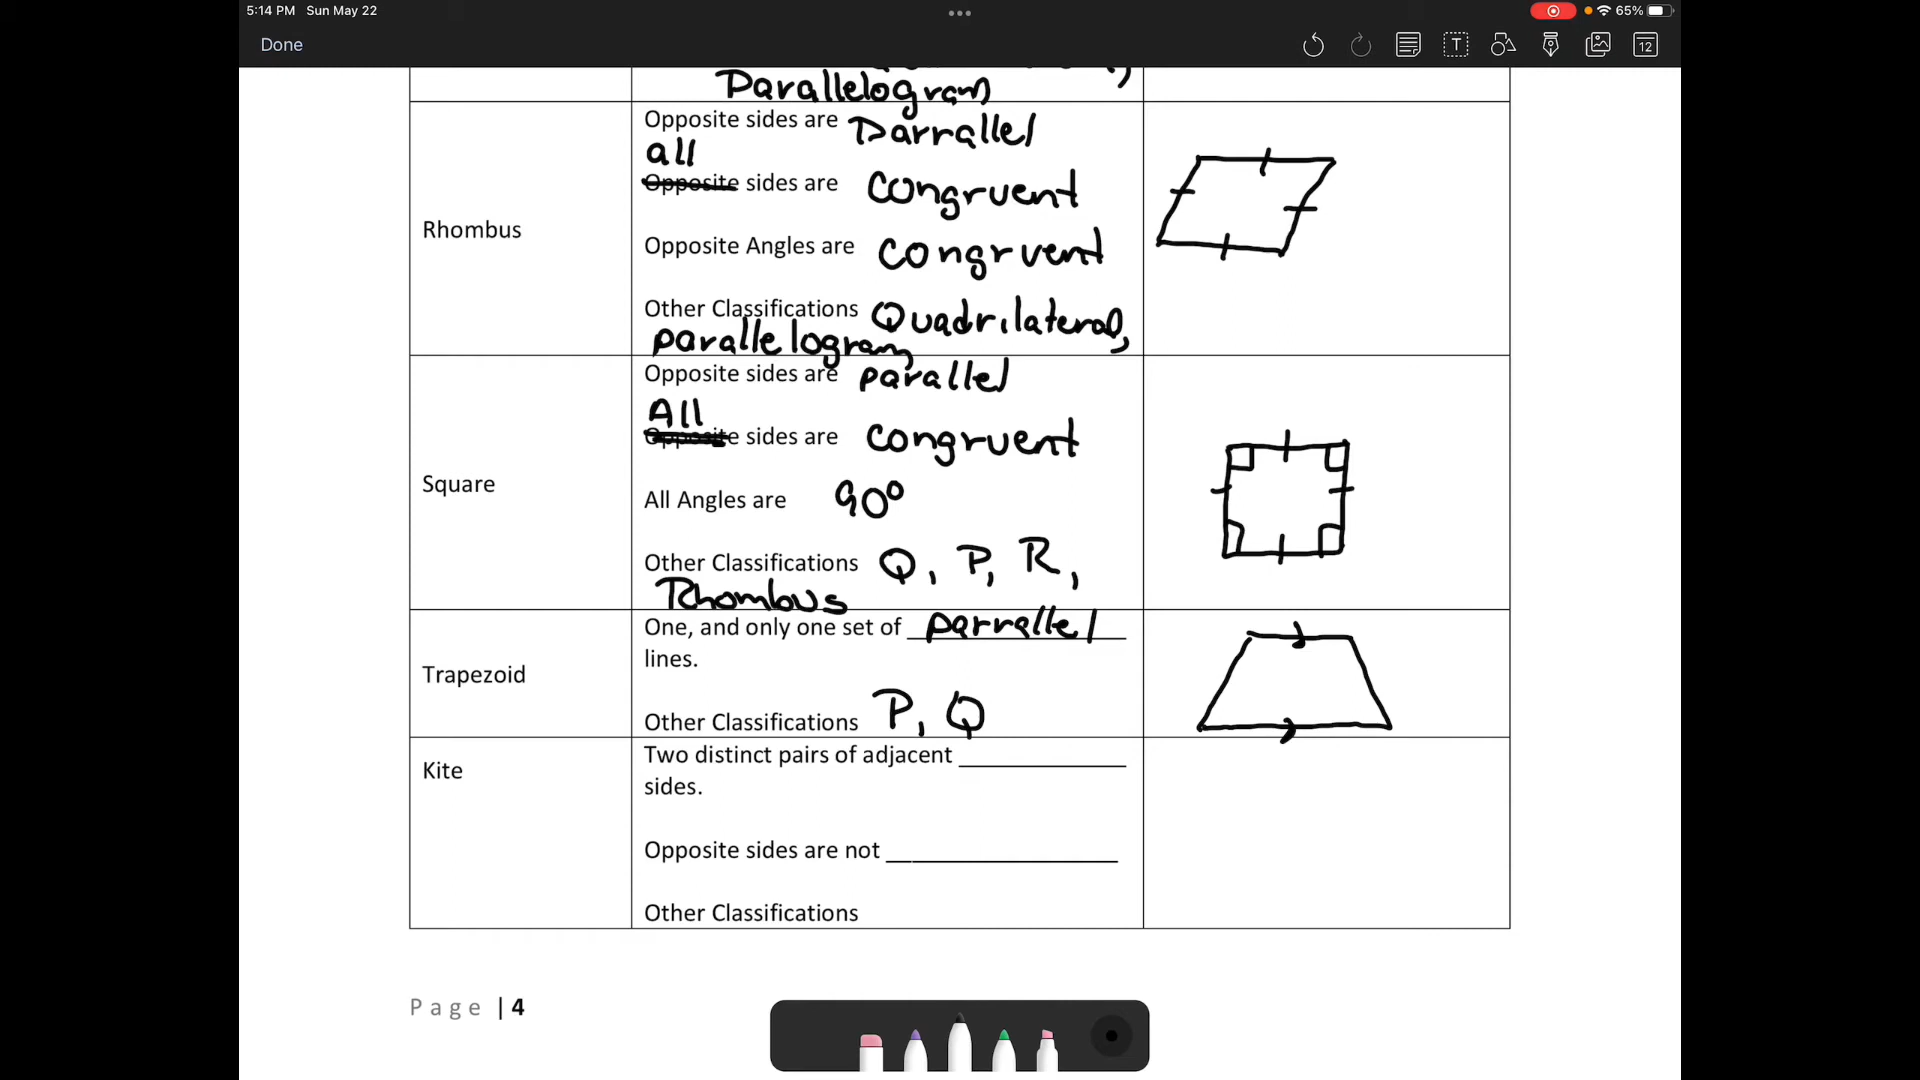 5:14 PM Sun May 22
65%
Done
T
12
Parallelogram
Opposite sides are Parrallel
all
Opposite sides are congruent
Rhombus
Opposite Angles are congruent
Other Classifications Quadrilateral,
parallelogram
Opposite sides are parallel
All
Opposite sides are congruent
Square
All Angles are 90°
Other Classifications Q, P, R,
Rhombus
One, and only one set of parrallel
lines.
Trapezoid
Other Classifications P, Q
Kite
Two distinct pairs of adjacent ____________
sides.
Opposite sides are not _________________
Other Classifications
Page | 4